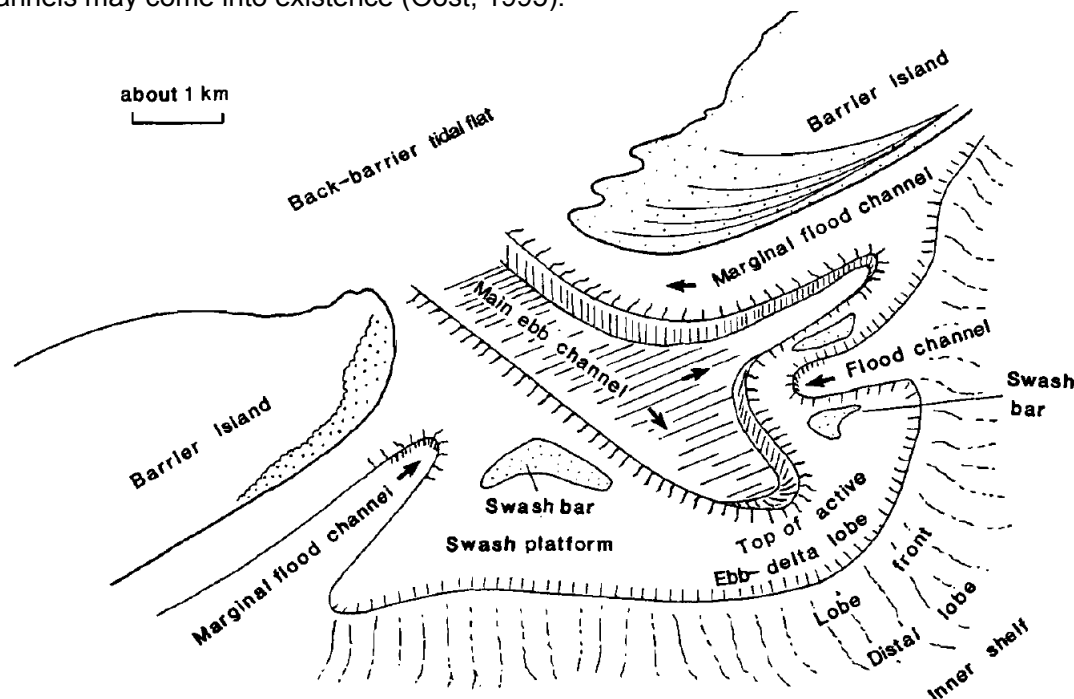 annels may come into existence (Oost, 1995).
about 1 km
Back-barrier tidal flat
Barrier Island
Marginal flood channel
Main ebb channel
Flood channel
Swash
bar
Barrier Island
Marginal flood channel
Swash bar
Swash platform
Top of active
Ebb-delta lobe
Lobe front
Distal lobe
Inner shelf